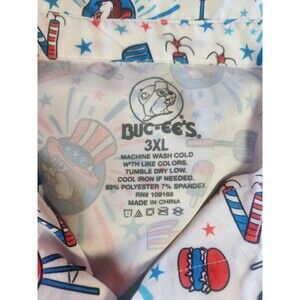 BUC-EE'S.
3XL
MACHINE WASH COLD
WITH LIKE COLORS.
TUMBLE DRY LOW.
COOL IRON IF NEEDED.
93% POLYESTER 7% SPANDEX
RN# 109169
MADE IN CHINA